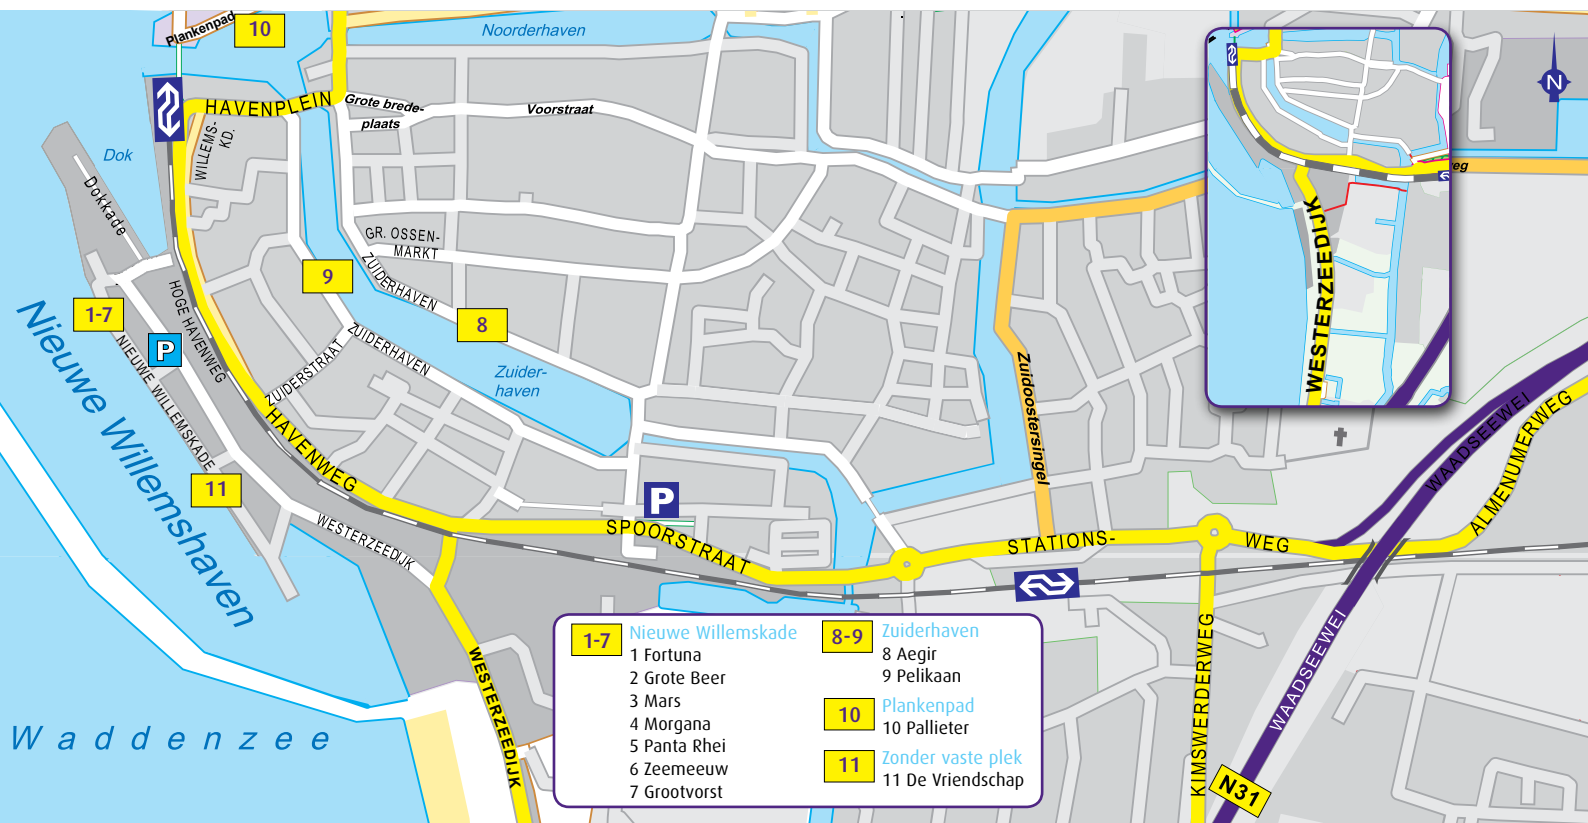 Plankenpad
10
Noorderhaven
N
HAVENPLEIN
Grote brede-
plaats
Voorstraat
WILLEMS-
KD.
Dok
Dokkade
GR. OSSEN-
MARKT
ZUIDERHAVEN
9
8
1-7
P
HOGE HAVENWEG
NIEUWE WILLEMSKADE
Nieuwe Willemshaven
ZUIDERSTRAAT
ZUIDERHAVEN
Zuider-
haven
HAVENWEG
11
WESTERZEEDIJK
P
SPOORSTRAAT
Zuidoostersingel
STATIONS-
WEG
WAADSEEWEI
ALMENUMERWEG
WESTERZEEDIJK
weg
WAADSEEWEI
KIMSWERDERWEG
N31
WESTERZEEDIJK
Waddenzee
1-7
Nieuwe Willemskade
1 Fortuna
2 Grote Beer
3 Mars
4 Morgana
5 Panta Rhei
6 Zeemeeuw
7 Grootvorst
8-9
Zuiderhaven
8 Aegir
9 Pelikaan
10
Plankenpad
10 Pallieter
11
Zonder vaste plek
11 De Vriendschap